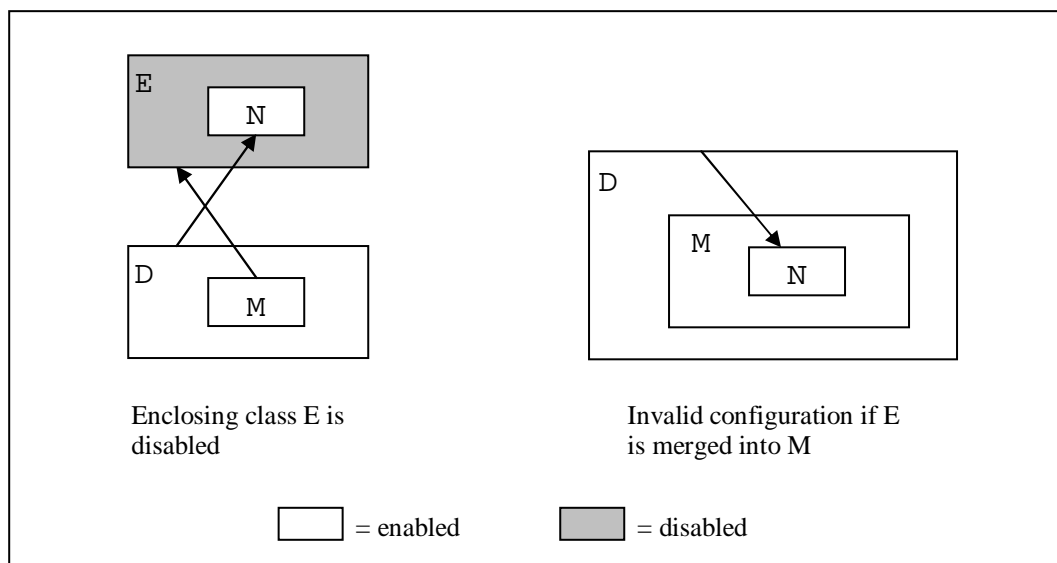 E
N
D
M
D
M
N
Enclosing class E is
disabled
Invalid configuration if E
is merged into M
= enabled
= disabled